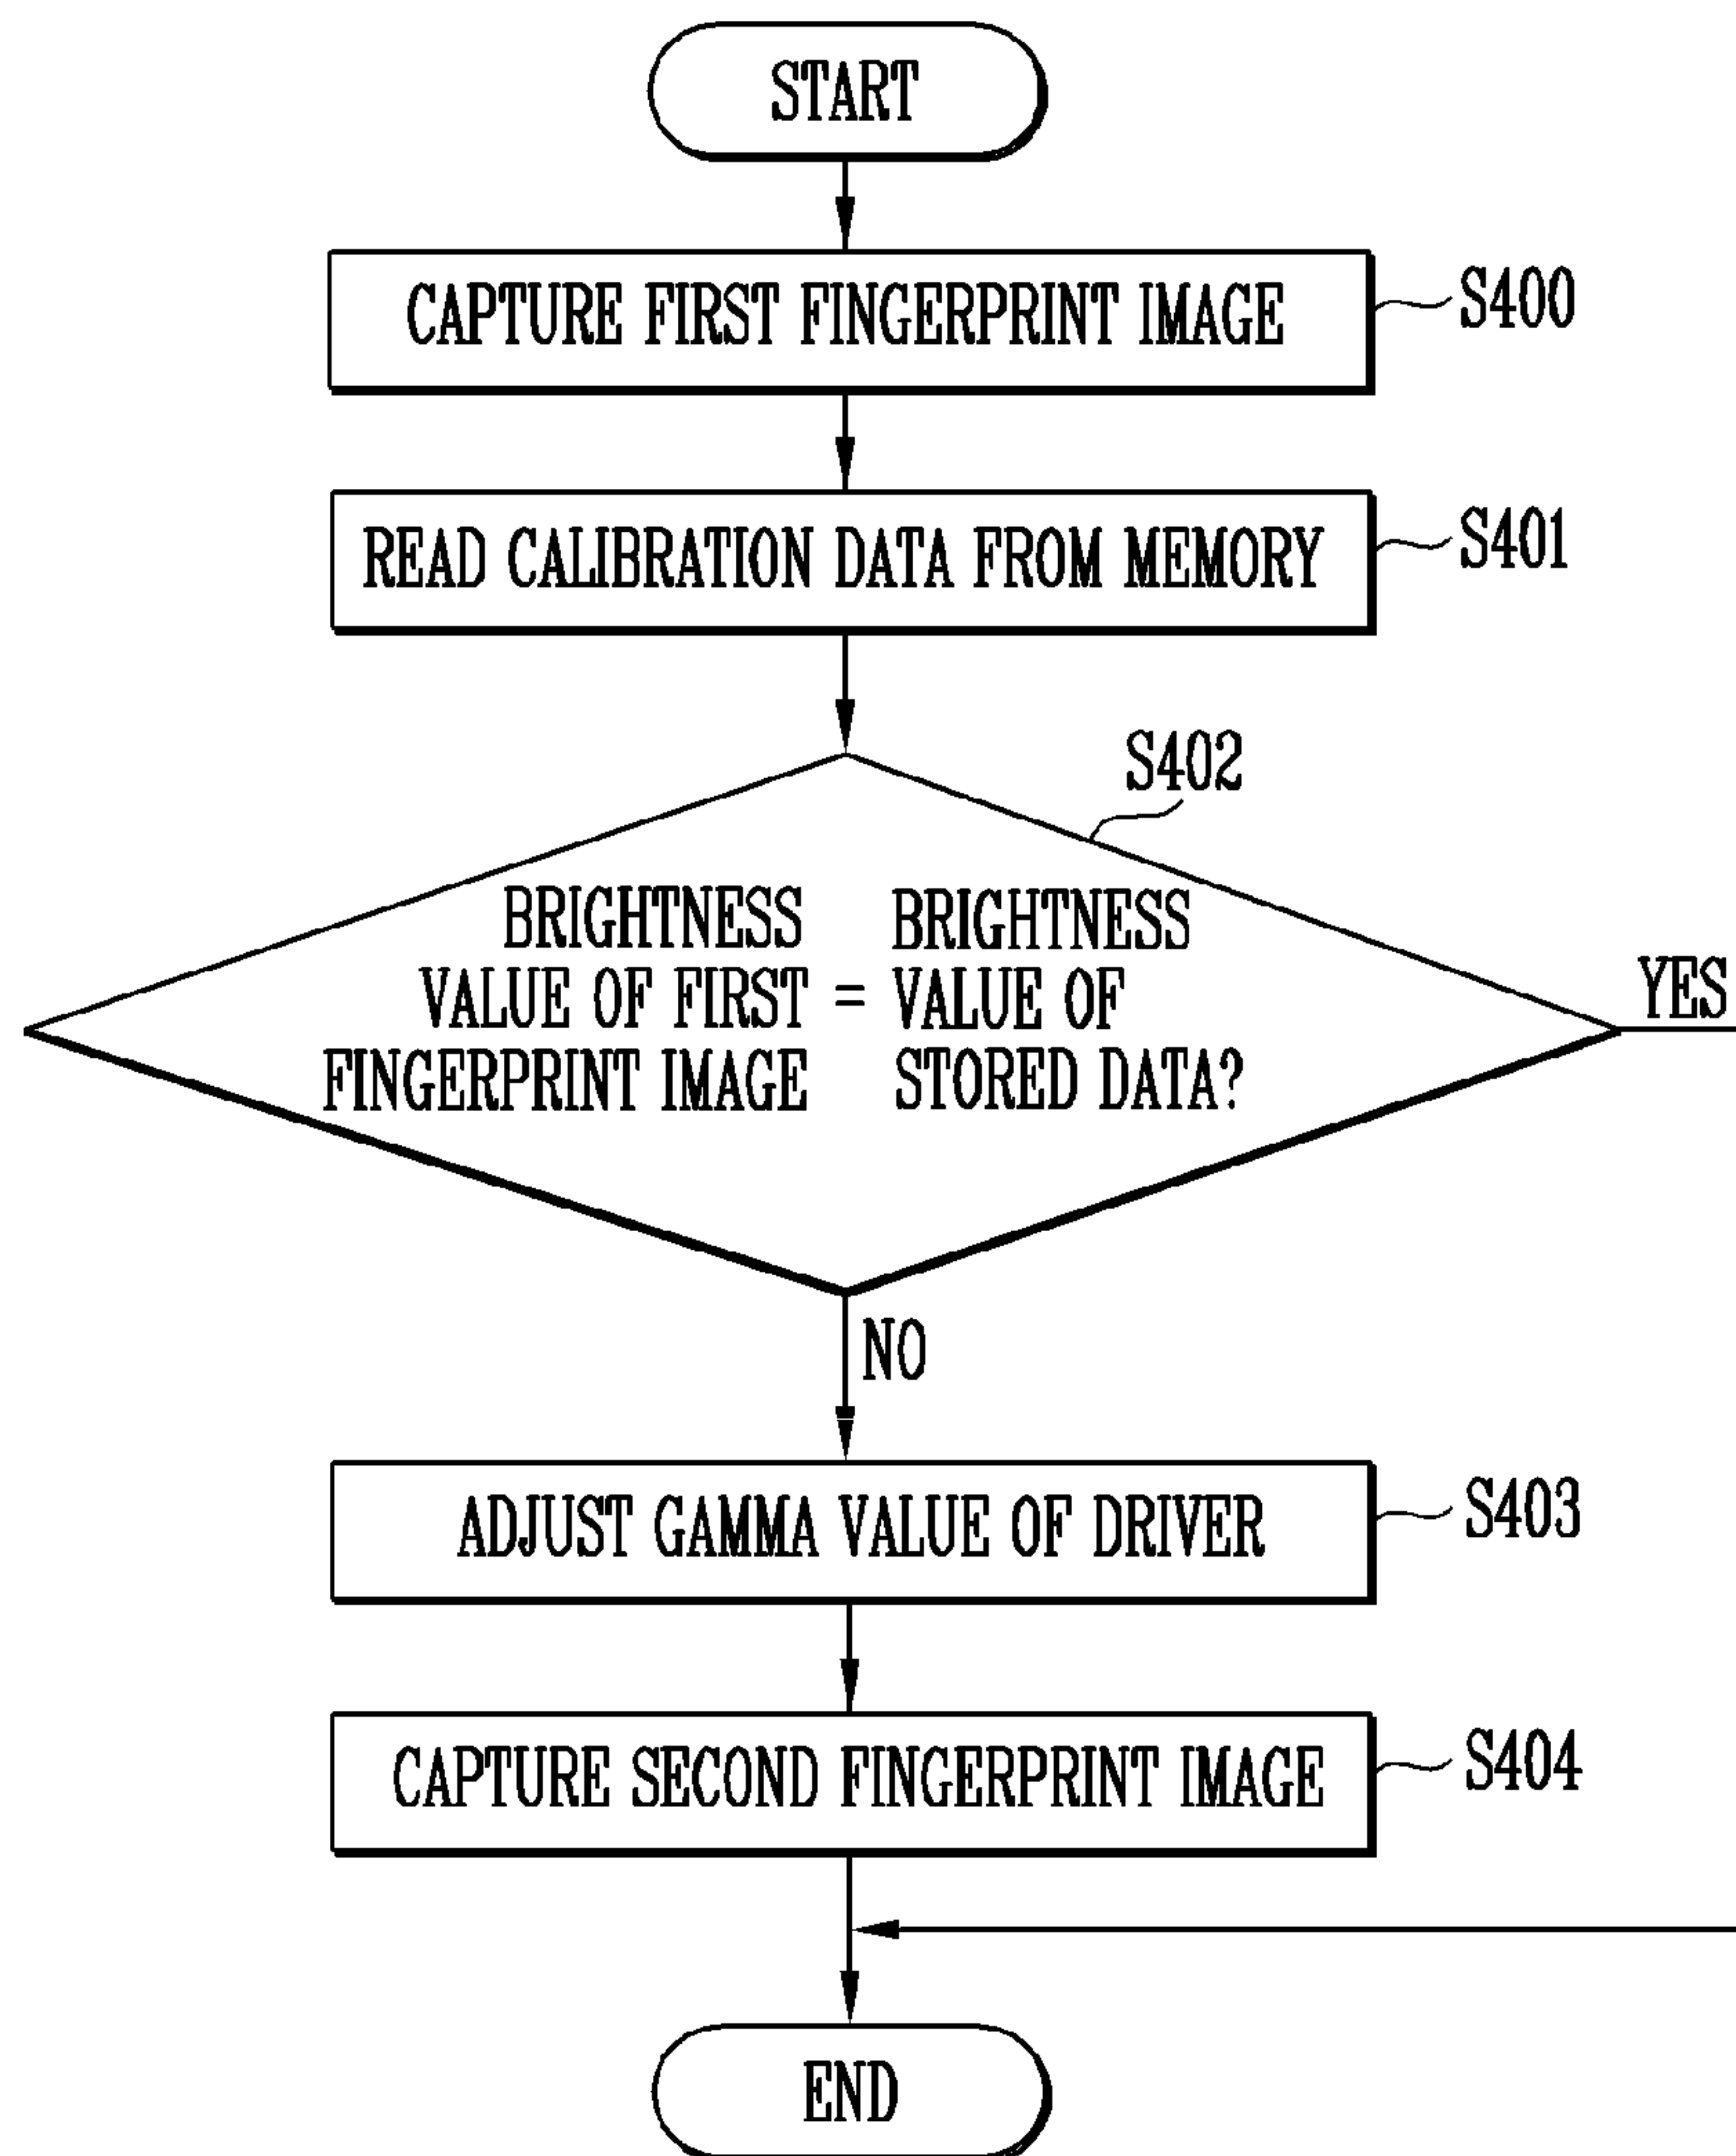 START
CAPTURE FIRST FINGERPRINT IMAGE
S400
READ CALIBRATION DATA FROM MEMORY
S401
S402
BRIGHTNESS
VALUE OF FIRST
FINGERPRINT IMAGE
=
BRIGHTNESS
VALUE OF
STORED DATA?
YES
NO
ADJUST GAMMA VALUE OF DRIVER
S403
CAPTURE SECOND FINGERPRINT IMAGE
S404
END